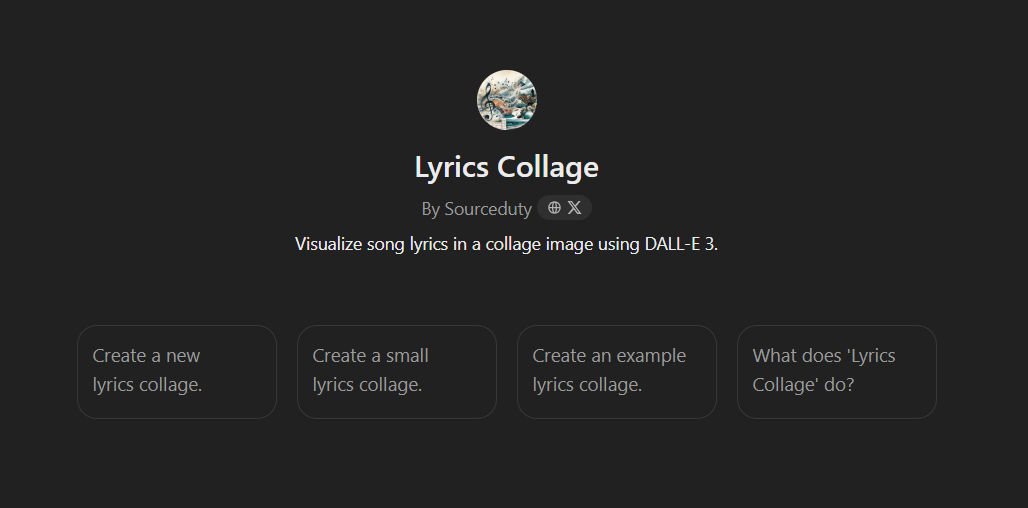 Lyrics Collage
By Sourceduty
Visualize song lyrics in a collage image using DALL-E 3.
Create a new
lyrics collage.
Create a small
lyrics collage.
Create an example
lyrics collage.
What does 'Lyrics
Collage' do?